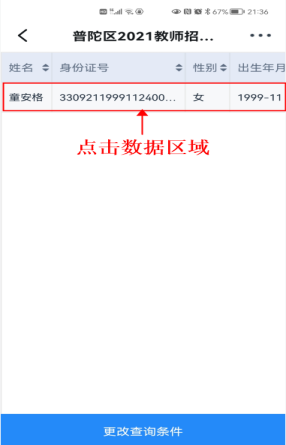 67% 21:36
普陀区2021教师招... ...
姓名 身份证号 性别 出生年月
童安格 3309211999112400... 女 1999-11
点击数据区域
更改查询条件